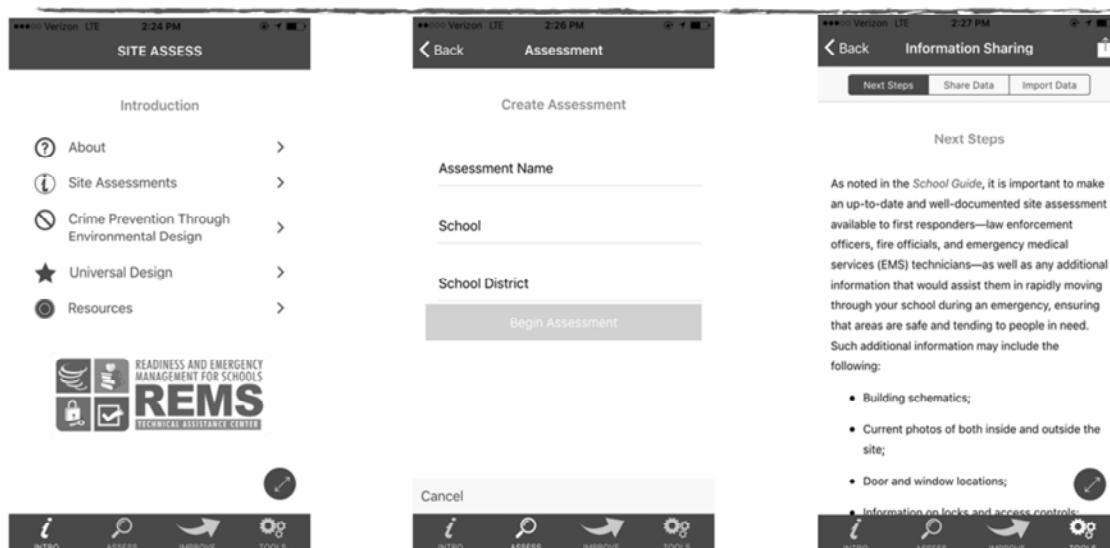 ●●●○○ Verizon LTE 2:24 PM
SITE ASSESS
Introduction
About
Site Assessments
Crime Prevention Through
Environmental Design
Universal Design
Resources
READINESS AND EMERGENCY
MANAGEMENT FOR SCHOOLS
REMS
TECHNICAL ASSISTANCE CENTER
INTRO ASSESS IMPROVE TOOLS
●●○○○ Verizon LTE 2:26 PM
Back Assessment
Create Assessment
Assessment Name
School
School District
Begin Assessment
Cancel
INTRO ASSESS IMPROVE TOOLS
●●●○○ Verizon LTE 2:27 PM
Back Information Sharing
Next Steps Share Data Import Data
Next Steps
As noted in the School Guide, it is important to make
an up-to-date and well-documented site assessment
available to first responders—law enforcement
officers, fire officials, and emergency medical
services (EMS) technicians—as well as any additional
information that would assist them in rapidly moving
through your school during an emergency, ensuring
that areas are safe and tending to people in need.
Such additional information may include the
following:
• Building schematics;
• Current photos of both inside and outside the
site;
• Door and window locations;
• Information on locks and access controls;
INTRO ASSESS IMPROVE TOOLS